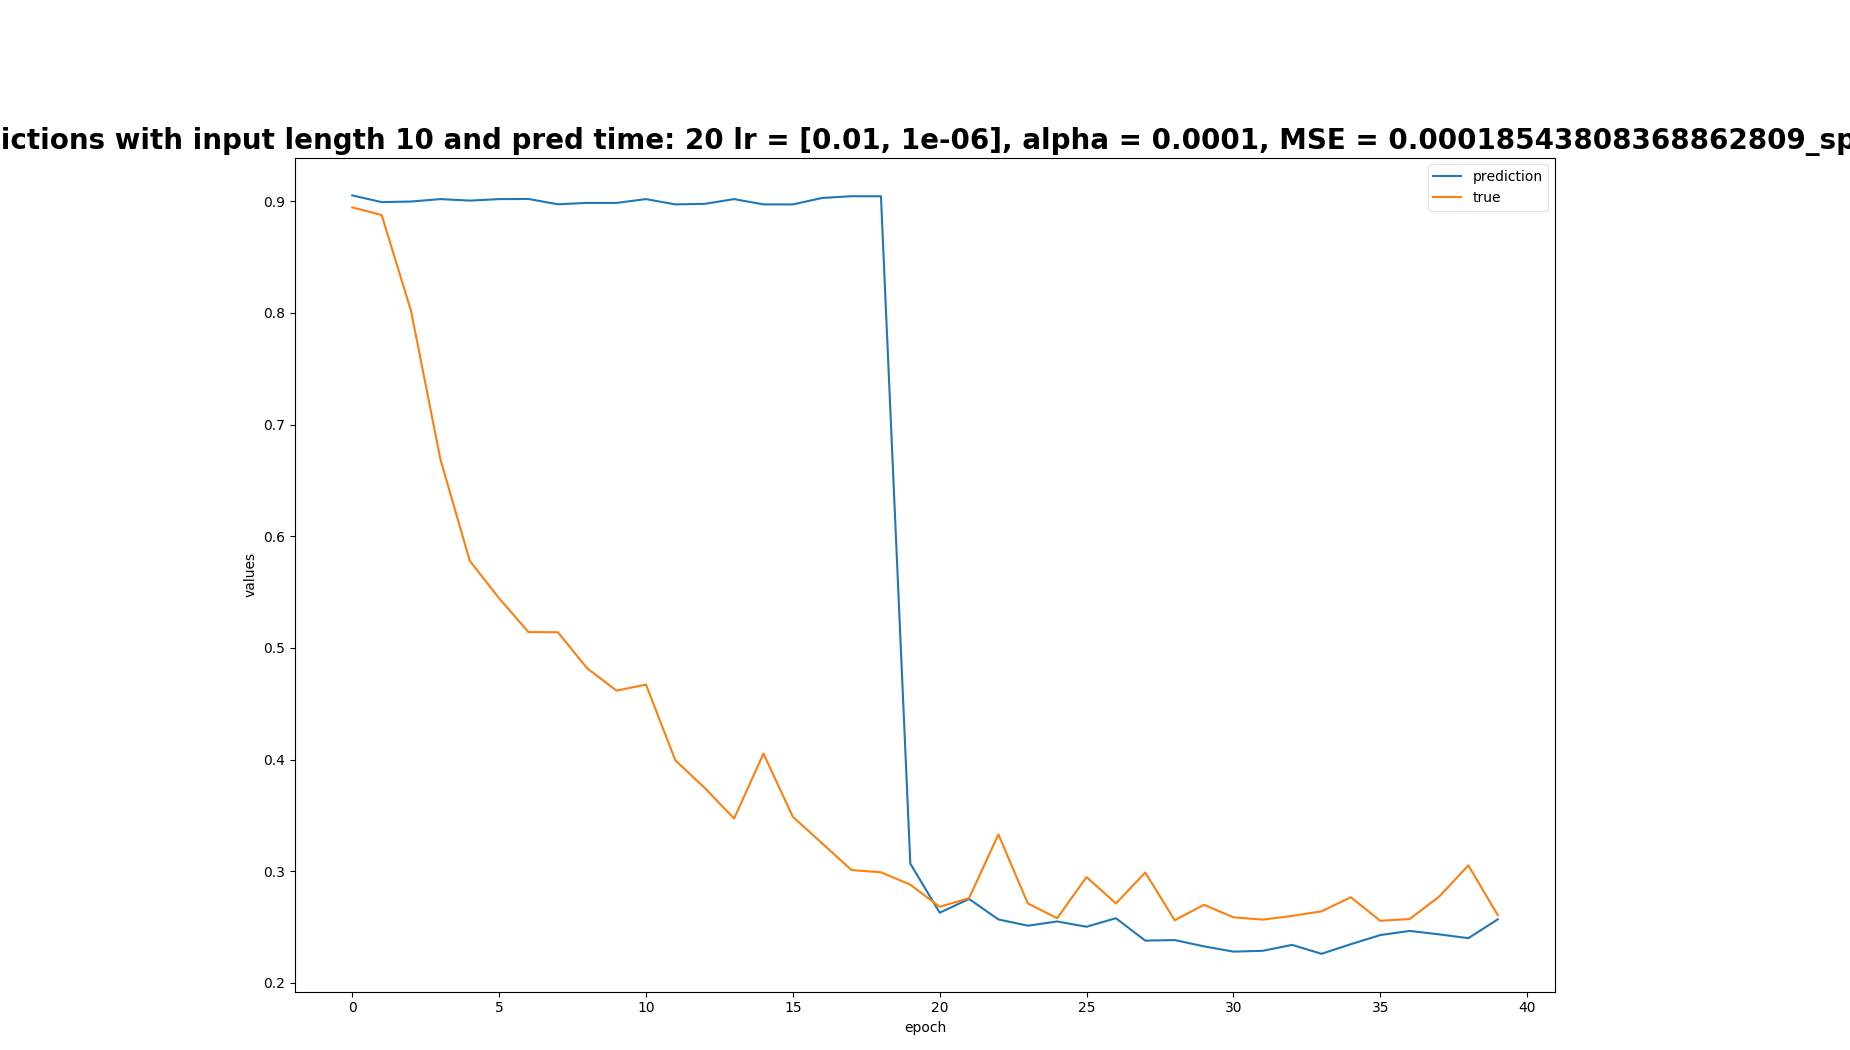 ictions with input length 10 and pred time: 20 lr = [0.01, 1e-06], alpha = 0.0001, MSE = 0.00018543808368862809_sp
prediction
true
0.9
0.8
0.7
0.6
0.5
0.4
0.3
0.2
values
0 5 10 15 20 25 30 35 40
epoch